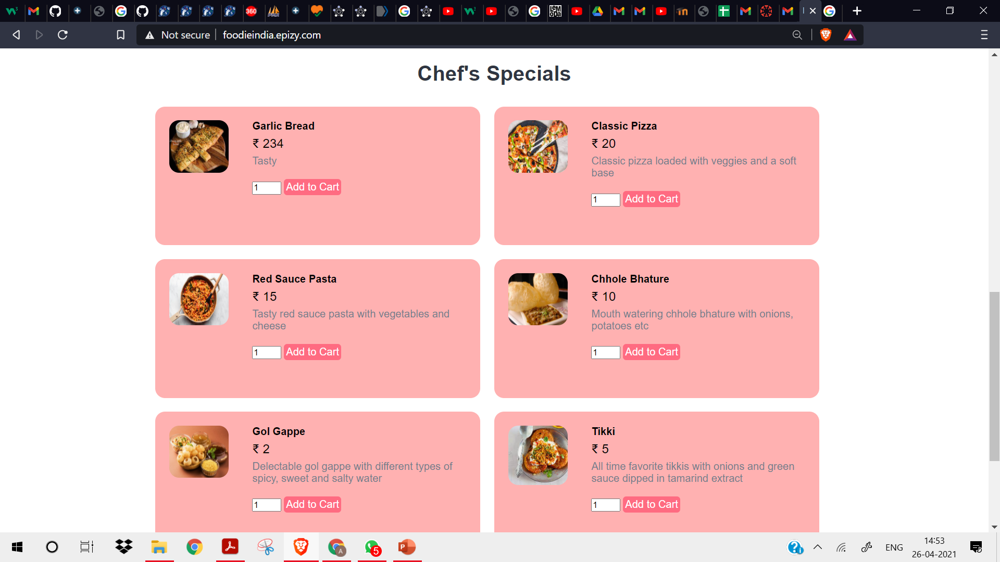 360
PMA
Not secure
foodieindia.epizy.com
Chef's Specials
Garlic Bread
₹ 234
Tasty
1 Add to Cart
Classic Pizza
₹ 20
Classic pizza loaded with veggies and a soft
base
1 Add to Cart
Red Sauce Pasta
₹ 15
Tasty red sauce pasta with vegetables and
cheese
1 Add to Cart
Chhole Bhature
₹ 10
Mouth watering chhole bhature with onions,
potatoes etc
1 Add to Cart
Gol Gappe
₹ 2
Delectable gol gappe with different types of
spicy, sweet and salty water
1 Add to Cart
Tikki
₹ 5
All time favorite tikkis with onions and green
sauce dipped in tamarind extract
1 Add to Cart
A
5
P
ENG
14:53
26-04-2021